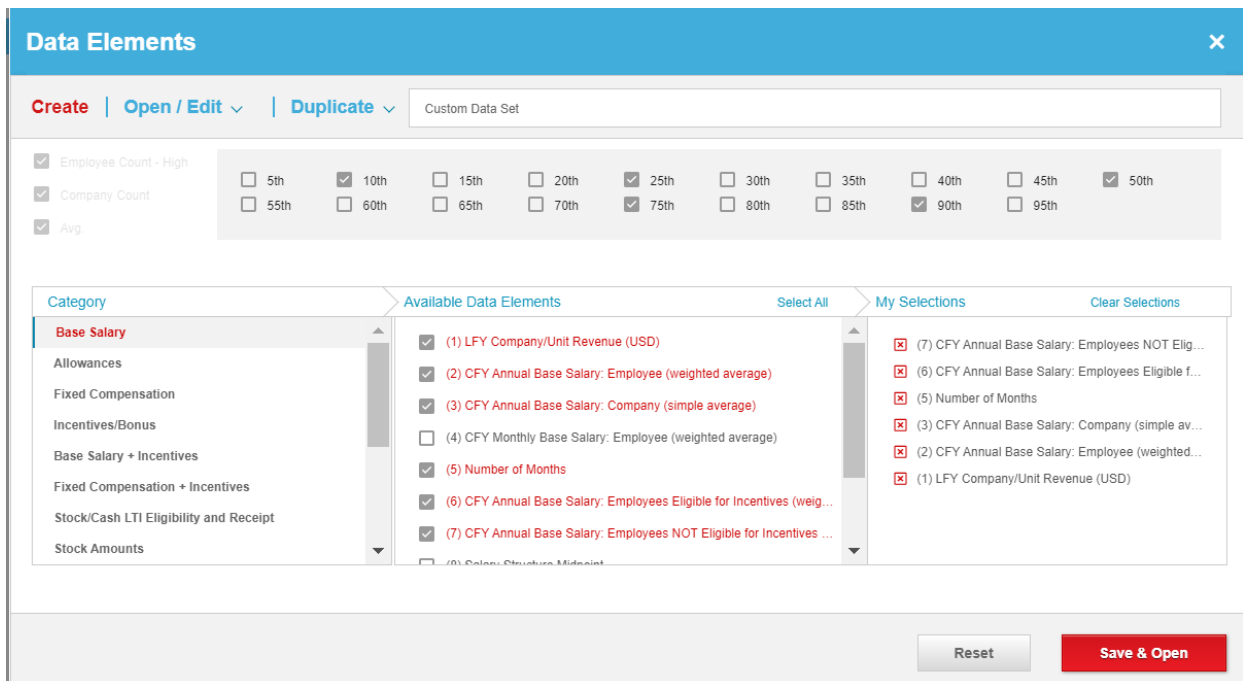 Data Elements
Create | Open / Edit | Duplicate Custom Data Set
Employee Count - High
Company Count
Avg.
5th 10th 15th 20th 25th 30th 35th 40th 45th 50th
55th 60th 65th 70th 75th 80th 85th 90th 95th
Category
Base Salary
Allowances
Fixed Compensation
Incentives/Bonus
Base Salary + Incentives
Fixed Compensation + Incentives
Stock/Cash LTI Eligibility and Receipt
Stock Amounts
Available Data Elements Select All
(1) LFY Company/Unit Revenue (USD)
(2) CFY Annual Base Salary: Employee (weighted average)
(3) CFY Annual Base Salary: Company (simple average)
(4) CFY Monthly Base Salary: Employee (weighted average)
(5) Number of Months
(6) CFY Annual Base Salary: Employees Eligible for Incentives (weig...
(7) CFY Annual Base Salary: Employees NOT Eligible for Incentives ...
(8) Salary Structure Midpoint
My Selections Clear Selections
(7) CFY Annual Base Salary: Employees NOT Elig...
(6) CFY Annual Base Salary: Employees Eligible f...
(5) Number of Months
(3) CFY Annual Base Salary: Company (simple av...
(2) CFY Annual Base Salary: Employee (weighted...
(1) LFY Company/Unit Revenue (USD)
Reset Save & Open